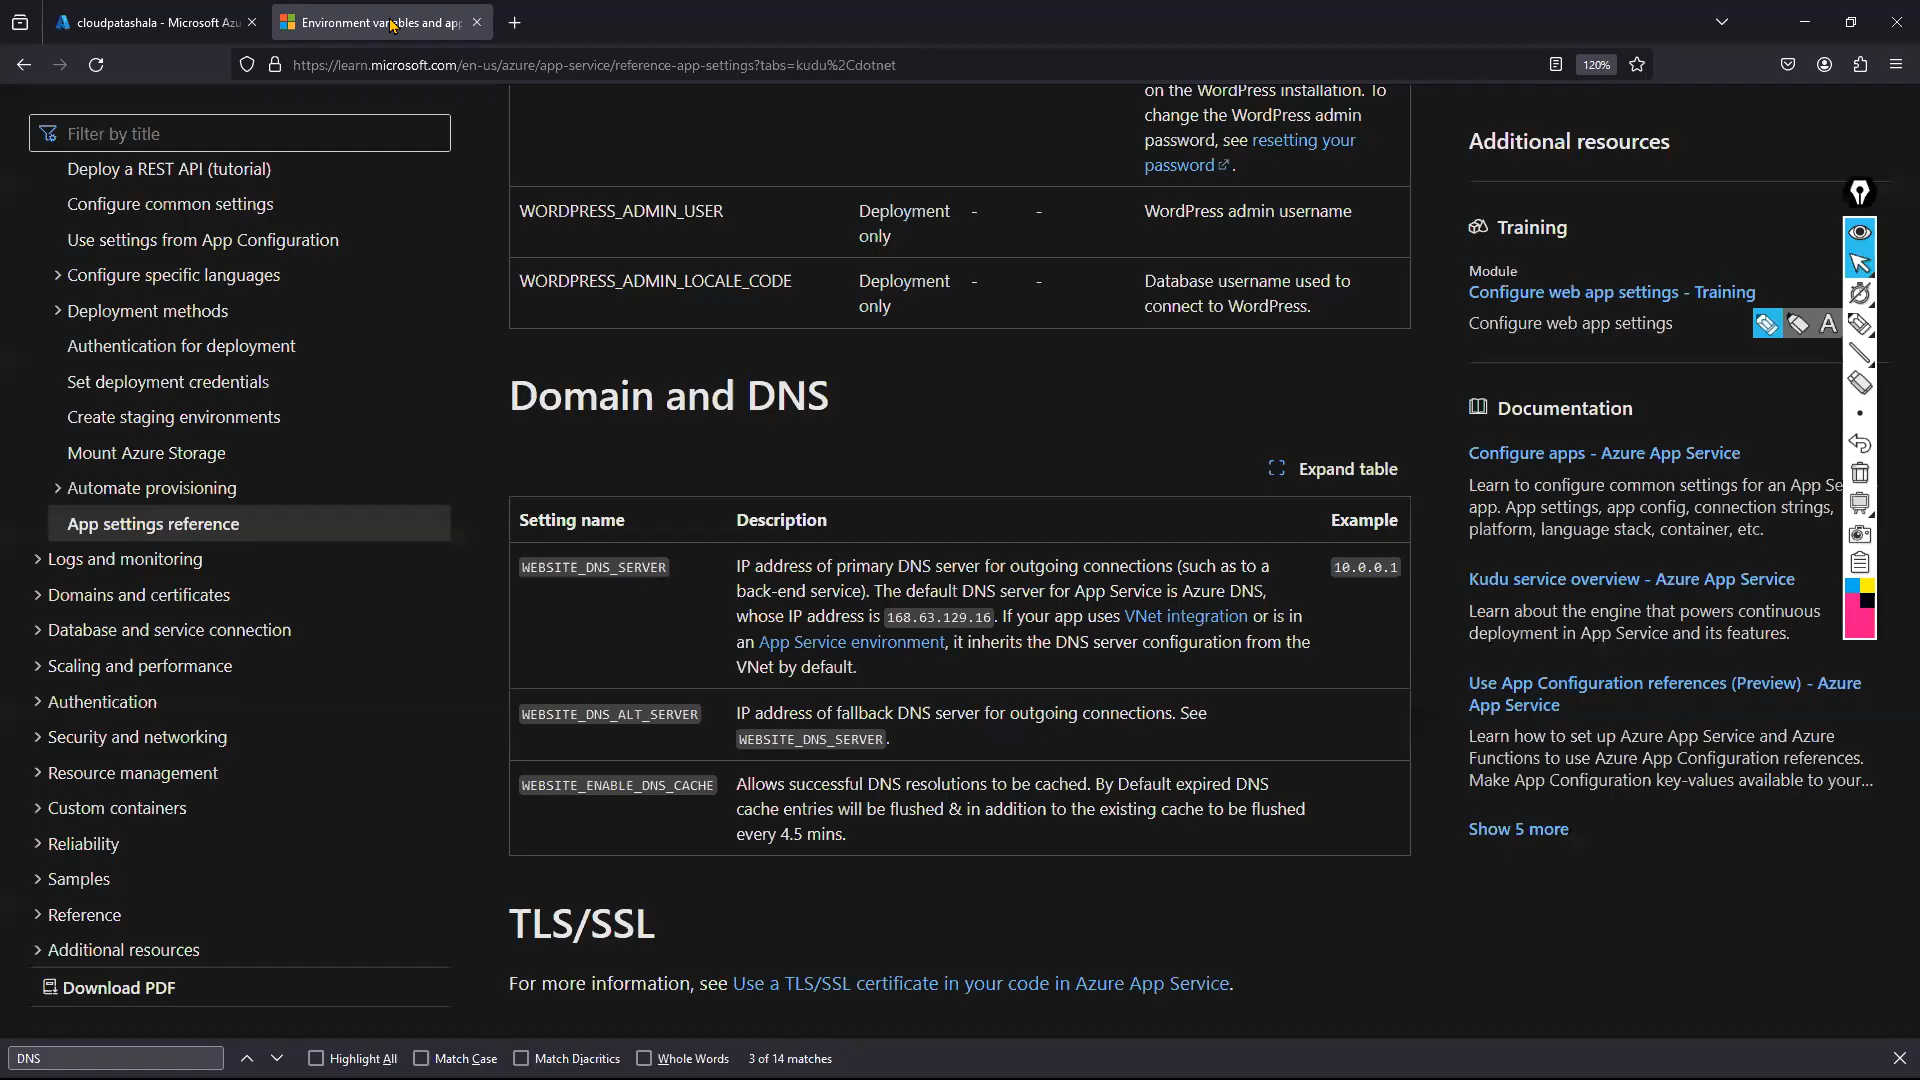 cloudpatashala - Microsoft Azu
Environment variables and app
https://learn.microsoft.com/en-us/azure/app-service/reference-app-settings?tabs=kudu%2Cdotnet
120%
Filter by title
Deploy a REST API (tutorial)
Configure common settings
Use settings from App Configuration
Configure specific languages
Deployment methods
Authentication for deployment
Set deployment credentials
Create staging environments
Mount Azure Storage
Automate provisioning
App settings reference
Logs and monitoring
Domains and certificates
Database and service connection
Scaling and performance
Authentication
Security and networking
Resource management
Custom containers
Reliability
Samples
Reference
Additional resources
Download PDF
on the WordPress installation. To
change the WordPress admin
password, see resetting your
password.
WORDPRESS_ADMIN_USER Deployment only - - WordPress admin username
WORDPRESS_ADMIN_LOCALE_CODE Deployment only - - Database username used to
connect to WordPress.
Domain and DNS
Expand table
Setting name Description Example
WEBSITE_DNS_SERVER IP address of primary DNS server for outgoing connections (such as to a 10.0.0.1
back-end service). The default DNS server for App Service is Azure DNS,
whose IP address is 168.63.129.16. If your app uses VNet integration or is in
an App Service environment, it inherits the DNS server configuration from the
VNet by default.
WEBSITE_DNS_ALT_SERVER IP address of fallback DNS server for outgoing connections. See
WEBSITE_DNS_SERVER.
WEBSITE_ENABLE_DNS_CACHE Allows successful DNS resolutions to be cached. By Default expired DNS
cache entries will be flushed & in addition to the existing cache to be flushed
every 4.5 mins.
TLS/SSL
For more information, see Use a TLS/SSL certificate in your code in Azure App Service.
Additional resources
Training
Module
Configure web app settings - Training
Configure web app settings
A
Documentation
Configure apps - Azure App Service
Learn to configure common settings for an App Se
app. App settings, app config, connection strings,
platform, language stack, container, etc.
Kudu service overview - Azure App Service
Learn about the engine that powers continuous
deployment in App Service and its features.
Use App Configuration references (Preview) - Azure
App Service
Learn how to set up Azure App Service and Azure
Functions to use Azure App Configuration references.
Make App Configuration key-values available to your...
Show 5 more
DNS
Highlight All
Match Case
Match Diacritics
Whole Words
3 of 14 matches